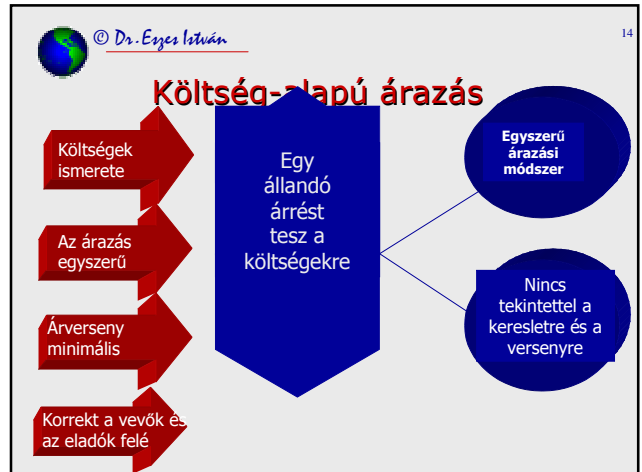 © Dr. Eszes István
14
Költség-alapú árazás
Költségek
ismerete
Az árazás
egyszerű
Árverseny
minimális
Korrekt a vevők és
az eladók felé
Egy
állandó
árrést
tesz a
költségekre
Egyszerű
árazási
módszer
Nincs
tekintettel a
keresletre és a
versenyre